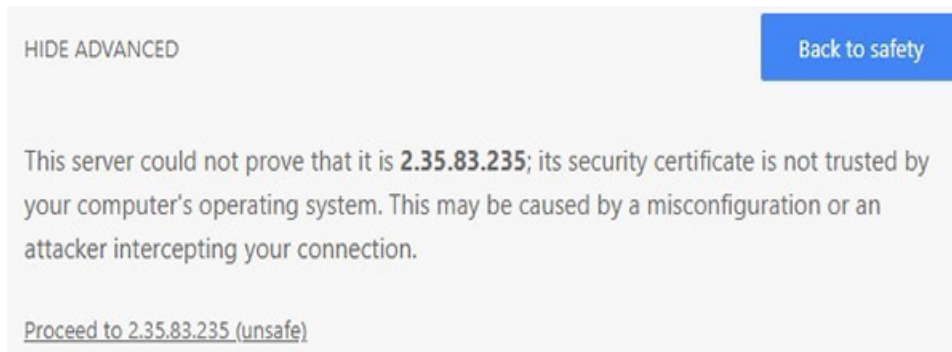 HIDE ADVANCED
Back to safety
This server could not prove that it is 2.35.83.235; its security certificate is not trusted by
your computer's operating system. This may be caused by a misconfiguration or an
attacker intercepting your connection.
Proceed to 2.35.83.235 (unsafe)